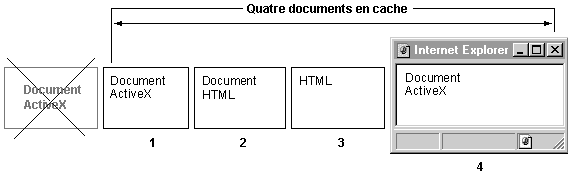 Quatre documents en cache
Internet Explorer
Document
ActiveX
Document
ActiveX
Document
HTML
HTML
Document
ActiveX
1
2
3
4